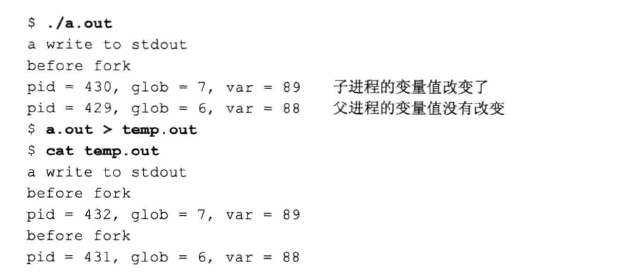 $ ./a.out
a write to stdout
before fork
pid = 430, glob = 7, var = 89 子进程的变量值改变了
pid = 429, glob = 6, var = 88 父进程的变量值没有改变
$ a.out > temp.out
$ cat temp.out
a write to stdout
before fork
pid = 432, glob = 7, var = 89
before fork
pid = 431, glob = 6, var = 88